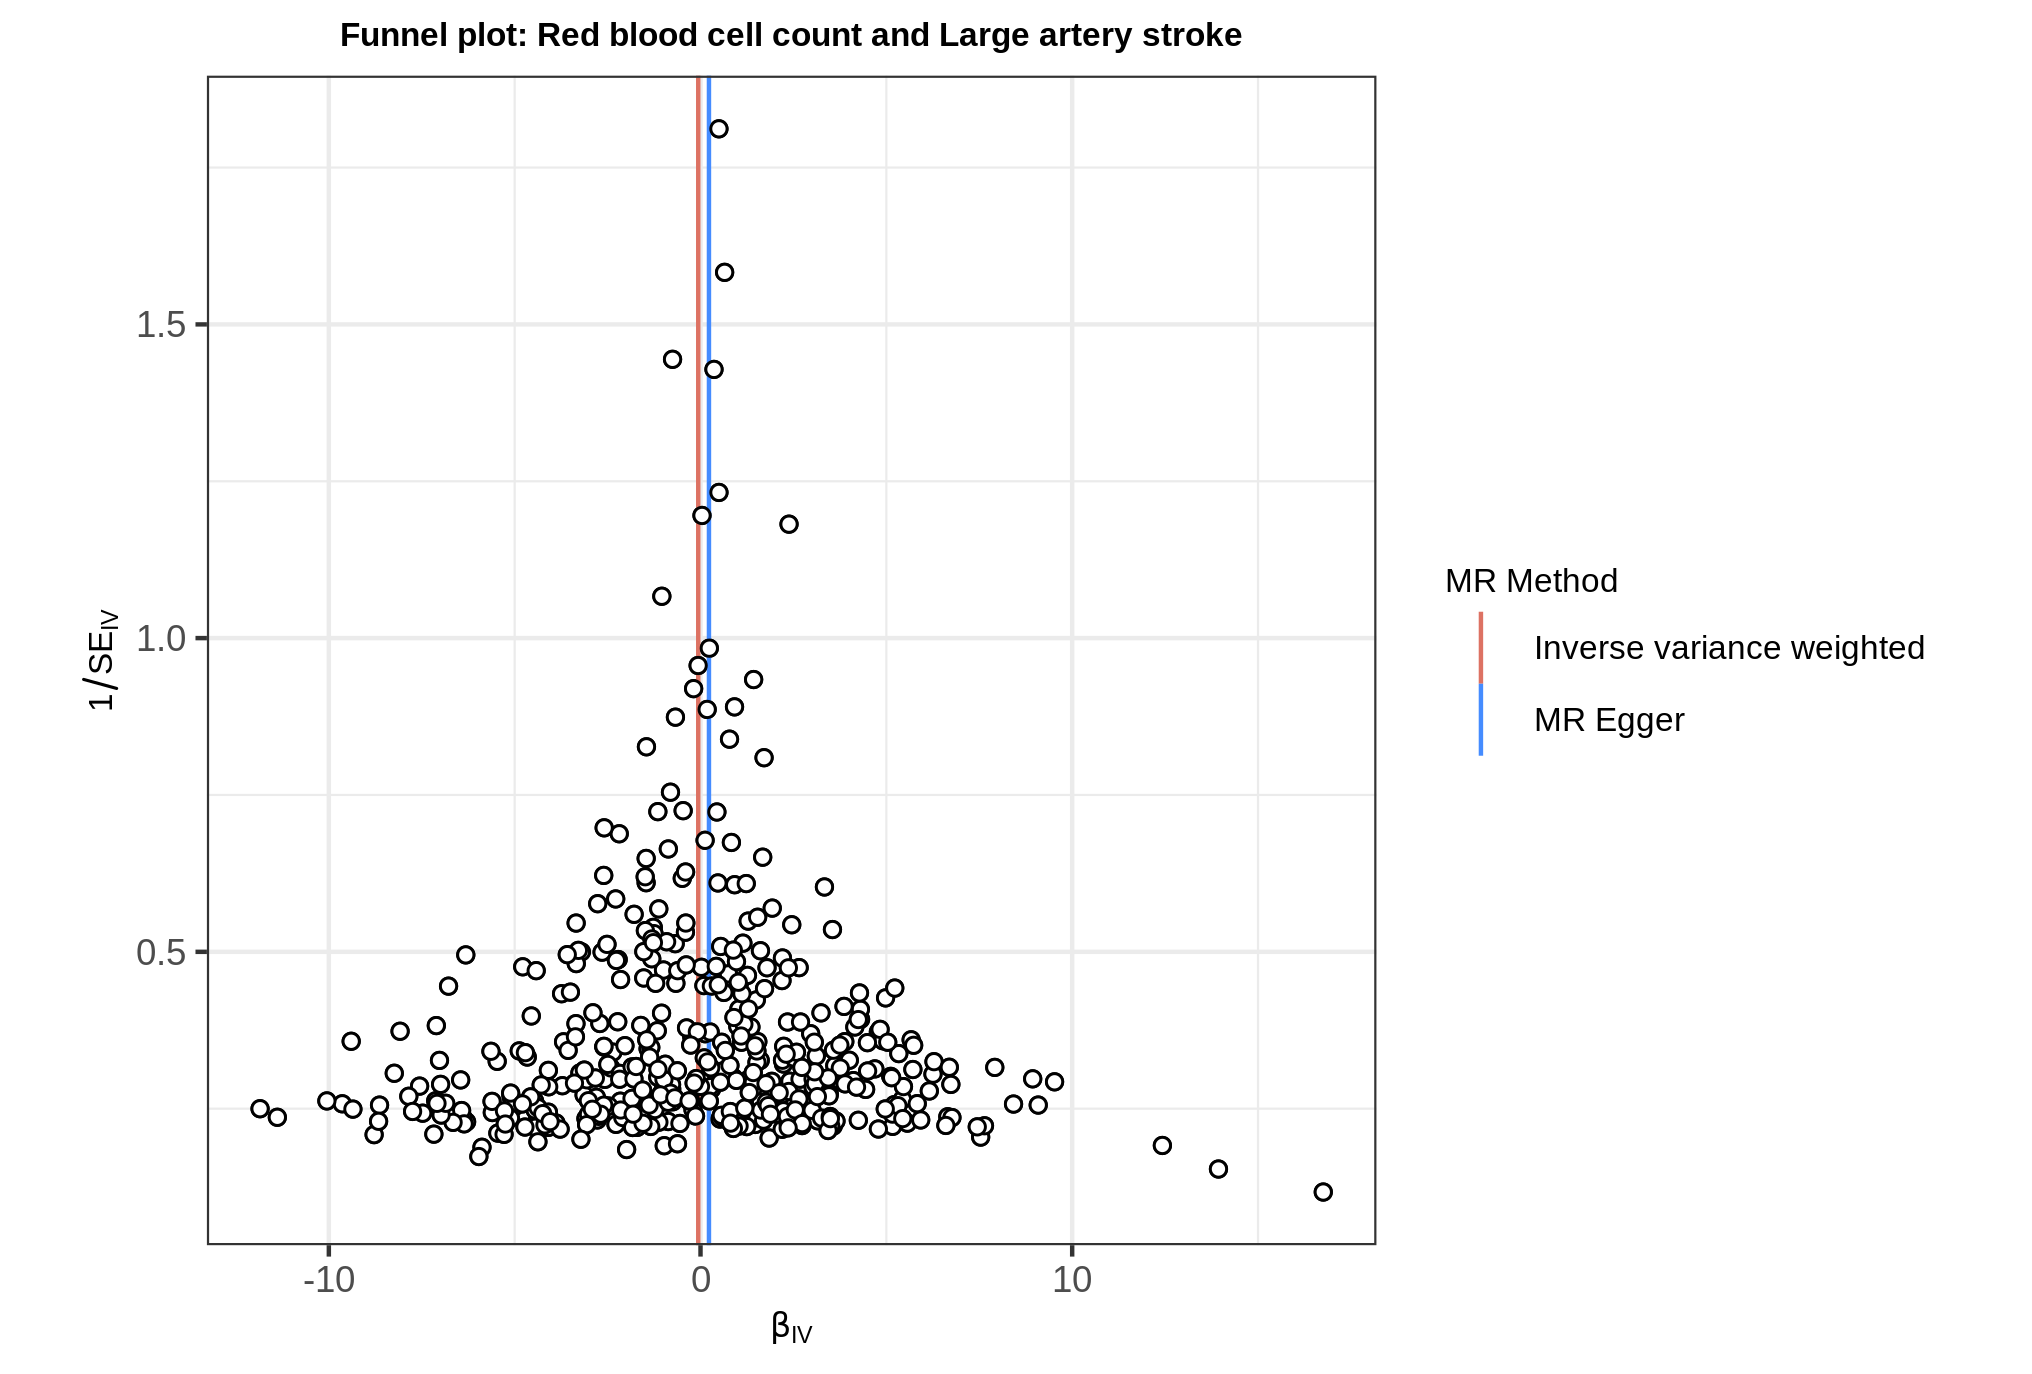 Funnel plot: Red blood cell count and Large artery stroke
1.5
1.0
0.5
1/SE_IV
-10
0
10
β_IV
MR Method
Inverse variance weighted
MR Egger